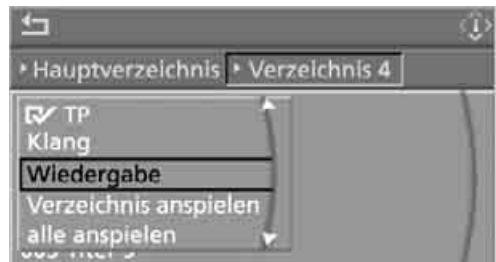 Hauptverzeichnis Verzeichnis 4
TP
Klang
Wiedergabe
Verzeichnis anspielen
alle anspielen